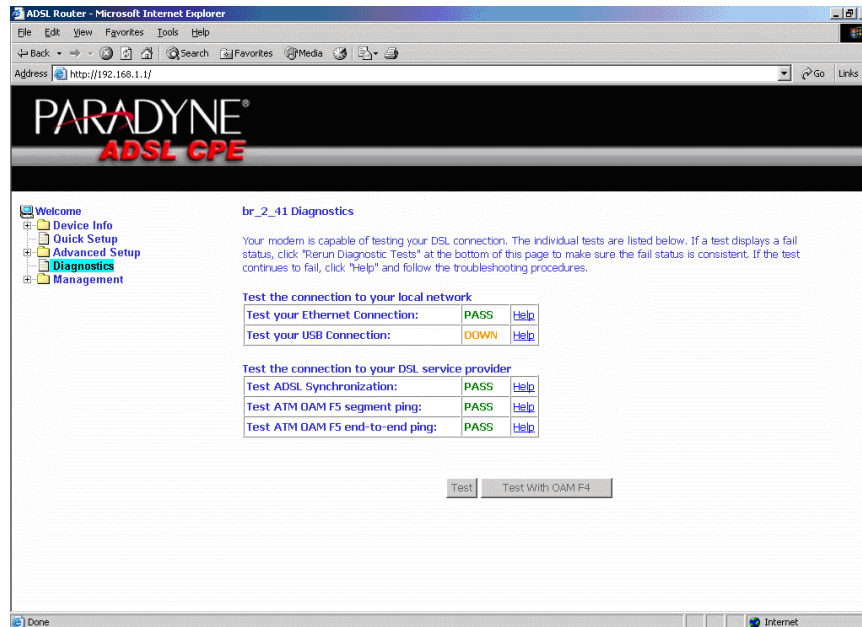 ADSL Router - Microsoft Internet Explorer
File Edit View Favorites Tools Help
Back Search Favorites Media
Address http://192.168.1.1/ Go Links
PARADYNE®
ADSL CPE
Welcome
Device Info
Quick Setup
Advanced Setup
Diagnostics
Management
br_2_41 Diagnostics
Your modem is capable of testing your DSL connection. The individual tests are listed below. If a test displays a fail
status, click "Rerun Diagnostic Tests" at the bottom of this page to make sure the fail status is consistent. If the test
continues to fail, click "Help" and follow the troubleshooting procedures.
Test the connection to your local network
Test your Ethernet Connection: PASS Help
Test your USB Connection: DOWN Help
Test the connection to your DSL service provider
Test ADSL Synchronization: PASS Help
Test ATM OAM F5 segment ping: PASS Help
Test ATM OAM F5 end-to-end ping: PASS Help
Test Test With OAM F4
Done Internet